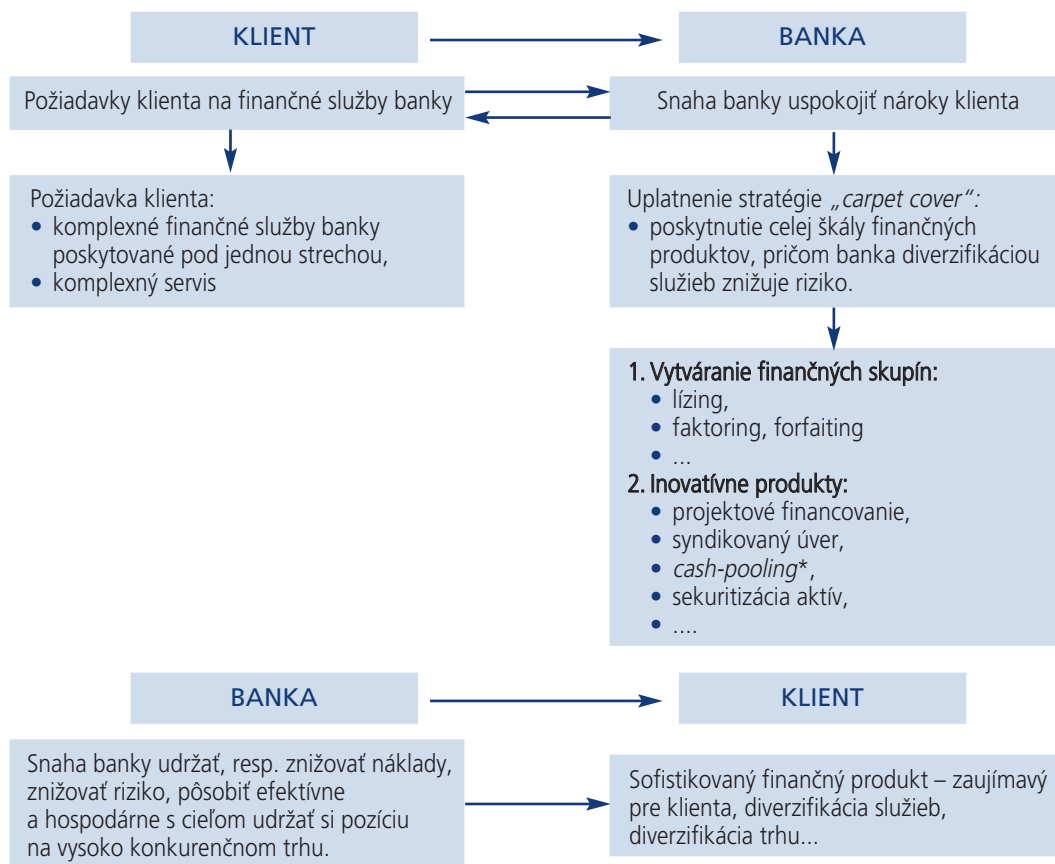 KLIENT
BANKA
Požiadavky klienta na finančné služby banky
Snaha banky uspokojiť nároky klienta
Požiadavka klienta:
• komplexné finančné služby banky
poskytované pod jednou strechou,
• komplexný servis
Uplatnenie stratégie „carpet cover“:
• poskytnutie celej škály finančných
produktov, pričom banka diverzifikáciou
služieb znižuje riziko.
1. Vytváranie finančných skupín:
• lízing,
• faktoring, forfaiting
• ...
2. Inovatívne produkty:
• projektové financovanie,
• syndikovaný úver,
• cash-pooling*,
• sekuritizácia aktív,
• ....
BANKA
KLIENT
Snaha banky udržať, resp. znižovať náklady,
znižovať riziko, pôsobiť efektívne
a hospodárne s cieľom udržať si pozíciu
na vysoko konkurenčnom trhu.
Sofistikovaný finančný produkt – zaujímavý
pre klienta, diverzifikácia služieb,
diverzifikácia trhu...